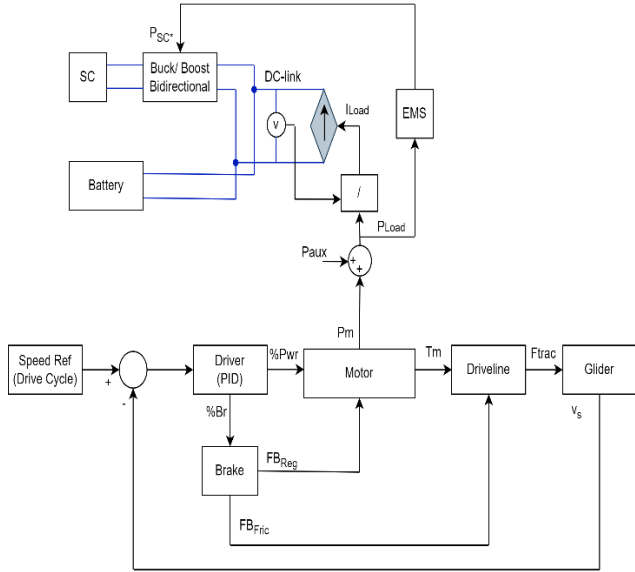 PSC*
SC
Buck/ Boost
Bidirectional
DC-link
ILoad
EMS
v
Battery
/
PLoad
Paux
+
+
Pm
Speed Ref
(Drive Cycle)
+
-
Driver
(PID)
%Pwr
Motor
Tm
Driveline
Ftrac
Glider
%Br
vs
Brake
FBReg
FBFric